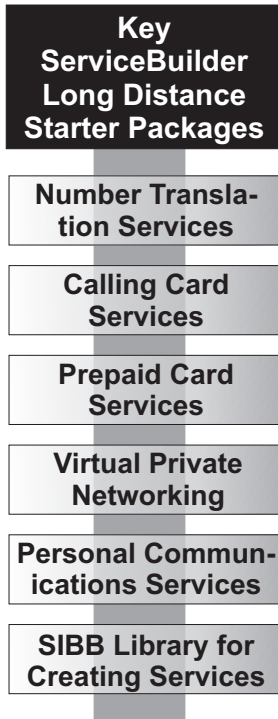 Key
ServiceBuilder
Long Distance
Starter Packages
Number Transla-
tion Services
Calling Card
Services
Prepaid Card
Services
Virtual Private
Networking
Personal Commun-
ications Services
SIBB Library for
Creating Services